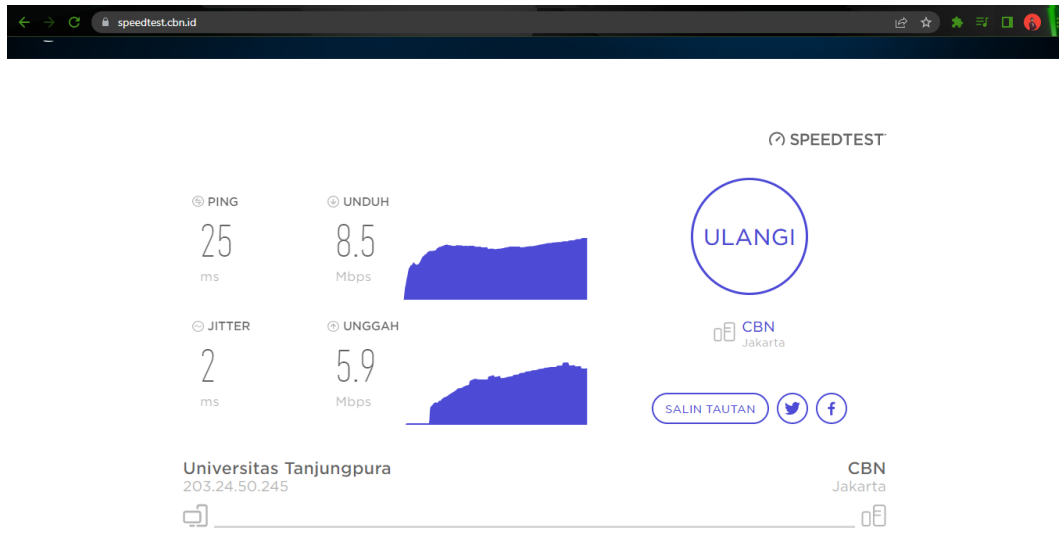 speedtest.cbn.id
SPEEDTEST
PING
25
ms
UNDUH
8.5
Mbps
JITTER
2
ms
UNGGAH
5.9
Mbps
ULANGI
CBN
Jakarta
SALIN TAUTAN
Universitas Tanjungpura
203.24.50.245
CBN
Jakarta